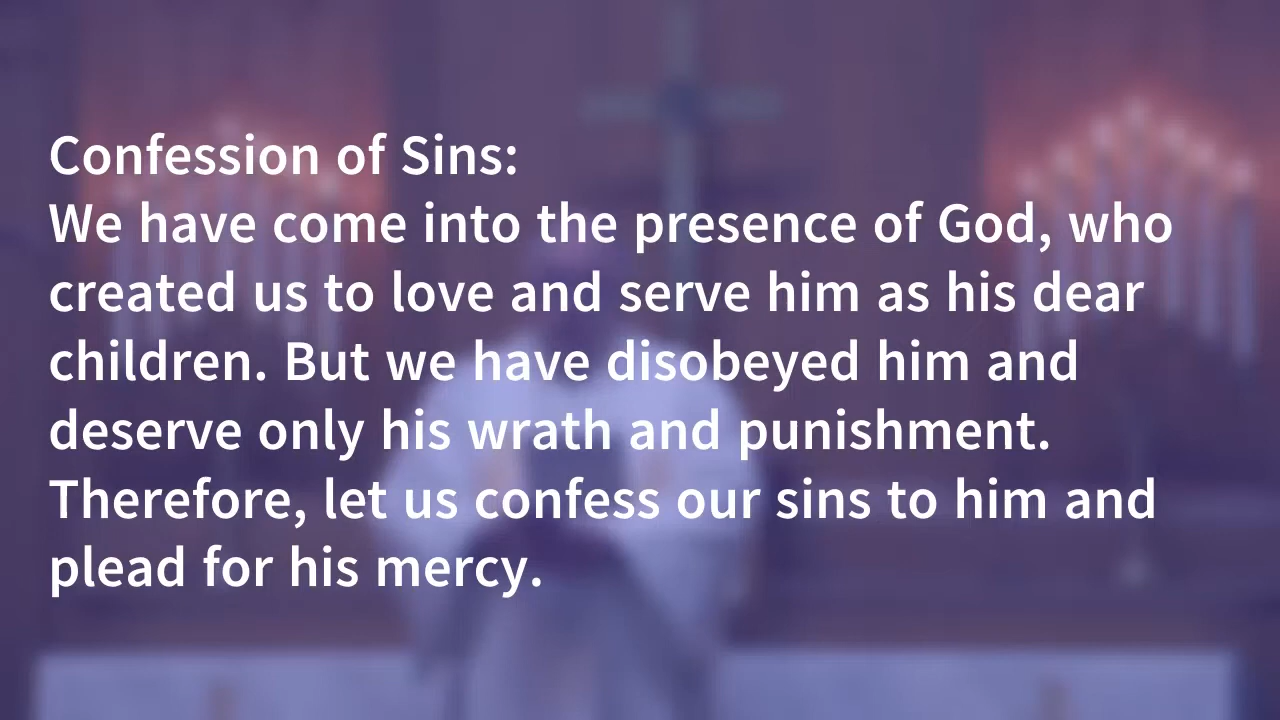 Confession of Sins:
We have come into the presence of God, who
created us to love and serve him as his dear
children. But we have disobeyed him and
deserve only his wrath and punishment.
Therefore, let us confess our sins to him and
plead for his mercy.